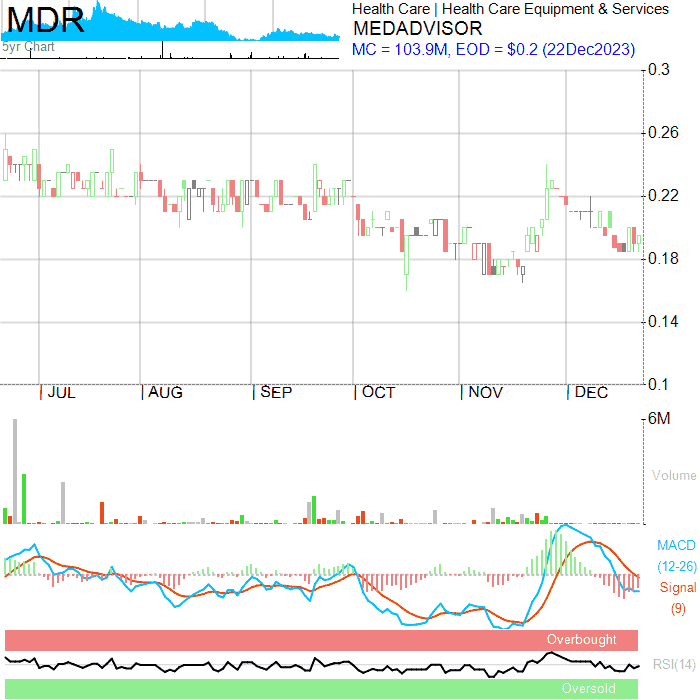 MDR
5yr Chart
Health Care | Health Care Equipment & Services
MEDADVISOR
MC = 103.9M, EOD = $0.2 (22Dec2023)
0.3
0.26
0.22
0.18
0.14
0.1
JUL AUG SEP OCT NOV DEC
6M
Volume
MACD
(12-26)
Signal
(9)
Overbought
RSI(14)
Oversold